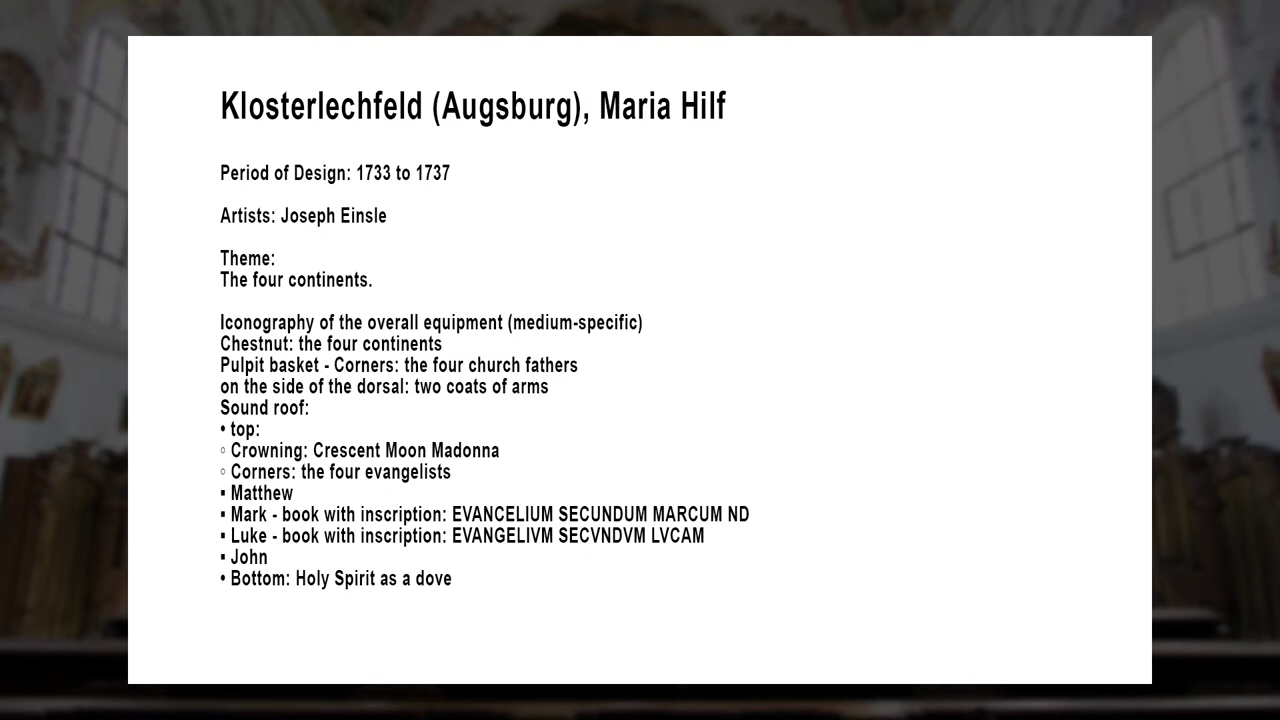 Klosterlechfeld (Augsburg), Maria Hilf
Period of Design: 1733 to 1737
Artists: Joseph Einsle
Theme:
The four continents.
Iconography of the overall equipment (medium-specific)
Chestnut: the four continents
Pulpit basket - Corners: the four church fathers
on the side of the dorsal: two coats of arms
Sound roof:
• top:
◦ Crowning: Crescent Moon Madonna
◦ Corners: the four evangelists
▪ Matthew
▪ Mark - book with inscription: EVANCELIUM SECUNDUM MARCUM ND
▪ Luke - book with inscription: EVANGELIVM SECVNDVM LVCAM
▪ John
• Bottom: Holy Spirit as a dove